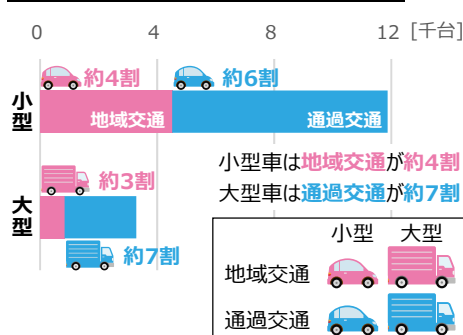 0 4 8 12 [千台]
約4割 約6割
小型
地域交通 通過交通
小型車は地域交通が約4割
約3割
大型車は通過交通が約7割
大型
約7割
小型 大型
地域交通
通過交通